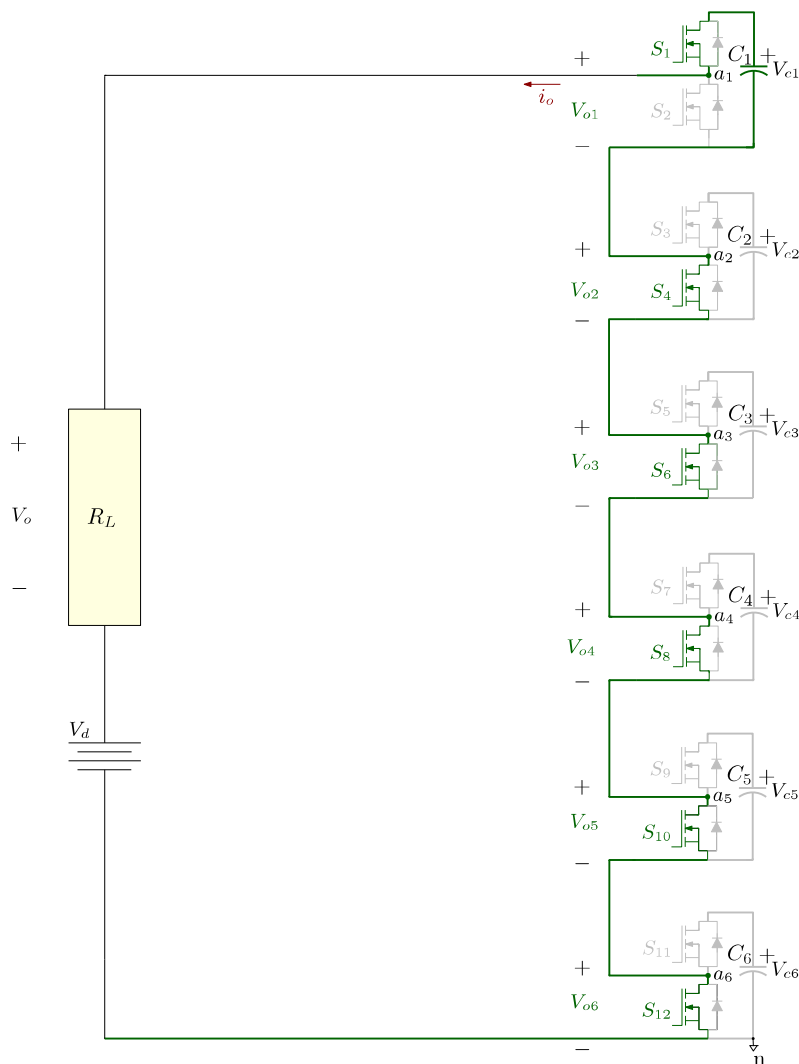 S1
C1 +
Vc1
+
a1
io
Vo1
S2
−
S3
C2 +
Vc2
+
a2
Vo2
S4
−
S5
C3 +
Vc3
+
a3
Vo3
S6
−
+
Vo
−
RL
S7
C4 +
Vc4
+
a4
Vo4
S8
−
Vd
S9
C5 +
Vc5
+
a5
Vo5
S10
−
S11
C6 +
Vc6
+
a6
Vo6
S12
−
n